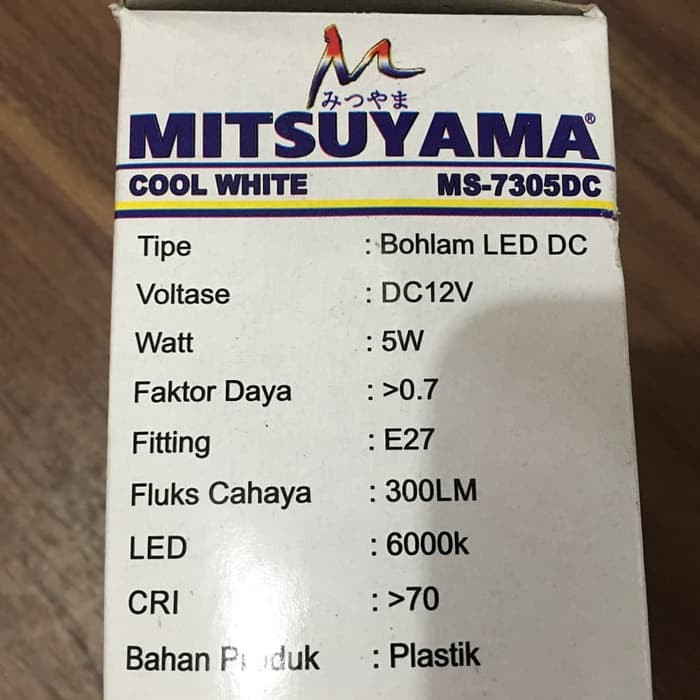 みつやま
MITSUYAMA®
COOL WHITE MS-7305DC
Tipe : Bohlam LED DC
Voltase : DC12V
Watt : 5W
Faktor Daya : >0.7
Fitting : E27
Fluks Cahaya : 300LM
LED : 6000k
CRI : >70
Bahan Produk : Plastik